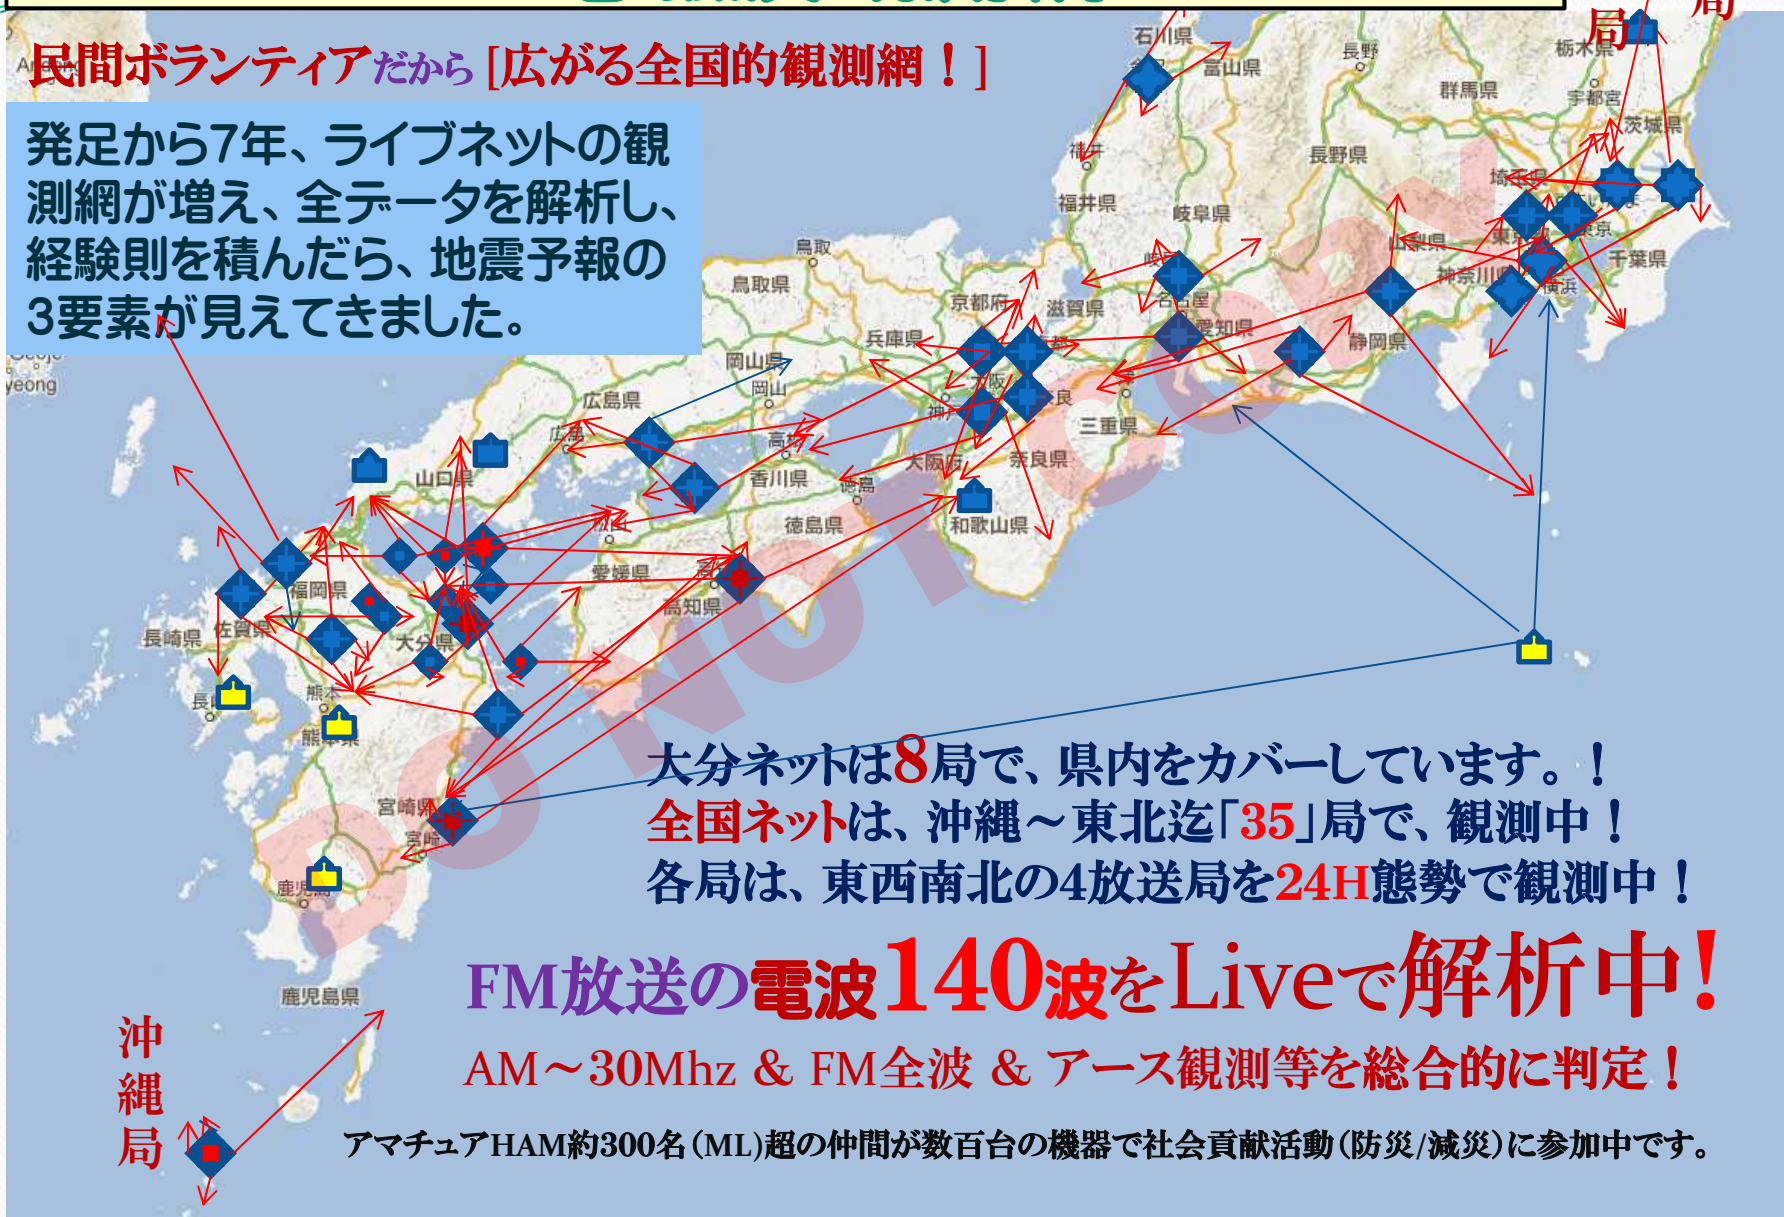 局
局
民間ボランティアだから [広がる全国的観測網！]
発足から7年、ライブネットの観
測網が増え、全データを解析し、
経験則を積んだら、地震予報の
3要素が見えてきました。
石川県
富山県
長野
栃木県
群馬県
宇都宮
茨城県
福井
長野県
埼玉県
福井県
岐阜県
鳥取
山梨県
千葉県
鳥取県
京都府
滋賀県
名古屋
神奈川県
横浜
兵庫県
愛知県
静岡県
岡山県
岡山
大阪
広島県
三重県
広島
高松
大阪府
奈良県
山口県
香川県
徳島
松山
徳島県
和歌山県
福岡県
愛媛県
高知県
長崎県
佐賀県
大分県
熊本
熊本県
宮崎県
宮崎
鹿児島
鹿児島県
DO NOT COPY
大分ネットは8局で、県内をカバーしています。！
全国ネットは、沖縄～東北迄「35」局で、観測中！
各局は、東西南北の4放送局を24H態勢で観測中！
FM放送の電波140波をLiveで解析中！
AM～30Mhz & FM全波 & アース観測等を総合的に判定！
沖縄局
アマチュアHAM約300名(ML)超の仲間が数百台の機器で社会貢献活動(防災/減災)に参加中です。